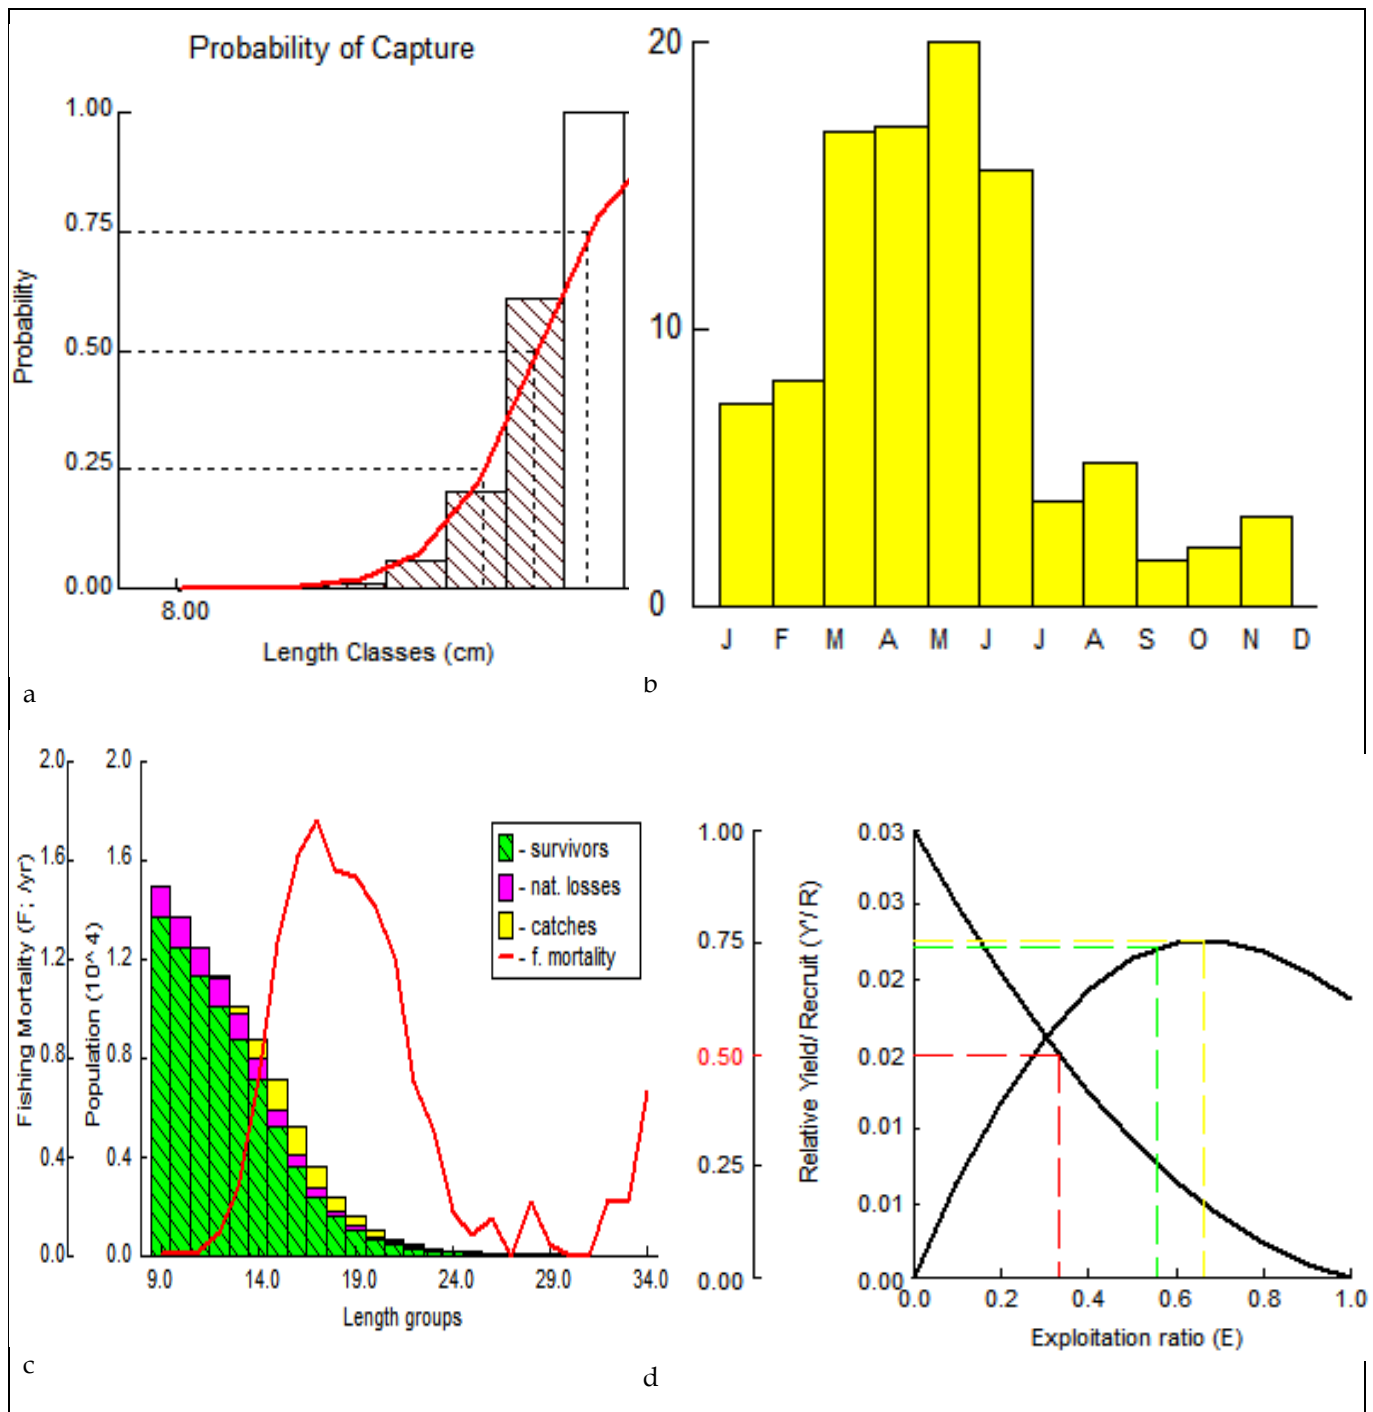 Probability of Capture
1.00
0.75
0.50
0.25
0.00
Probability
8.00
Length Classes (cm)
a
20
10
0
J F M A M J J A S O N D
b
Fishing Mortality (F; /yr)
2.0
1.6
1.2
0.8
0.4
0.0
Population (10^4)
2.0
1.6
1.2
0.8
0.4
0.0
- survivors
- nat. losses
- catches
- f. mortality
9.0 14.0 19.0 24.0 29.0 34.0
Length groups
c
1.00
0.75
0.50
0.25
0.00
Relative Yield/Recruit (Y'/R)
0.03
0.03
0.02
0.02
0.01
0.01
0.00
0.0 0.2 0.4 0.6 0.8 1.0
Exploitation ratio (E)
d